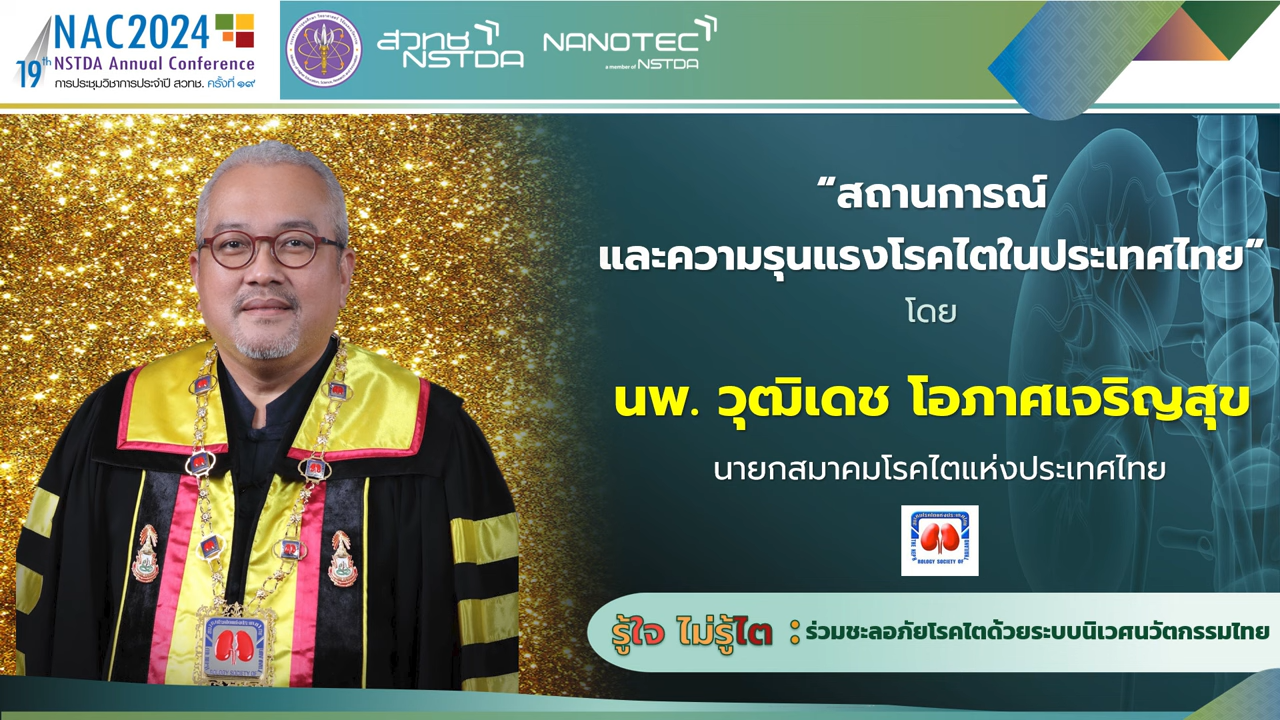 NAC2024
19th NSTDA Annual Conference
การประชุมวิชาการประจำปี สวทช. ครั้งที่ ๑๙
สวทช
NSTDA
NANOTEC
a member of NSTDA
“สถานการณ์
และความรุนแรงโรคไตในประเทศไทย”
โดย
นพ. วุฒิเดช โอภาศเจริญสุข
นายกสมาคมโรคไตแห่งประเทศไทย
รู้ใจ ไม่รู้ไต : ร่วมชะลอภัยโรคไตด้วยระบบนิเวศนวัตกรรมไทย